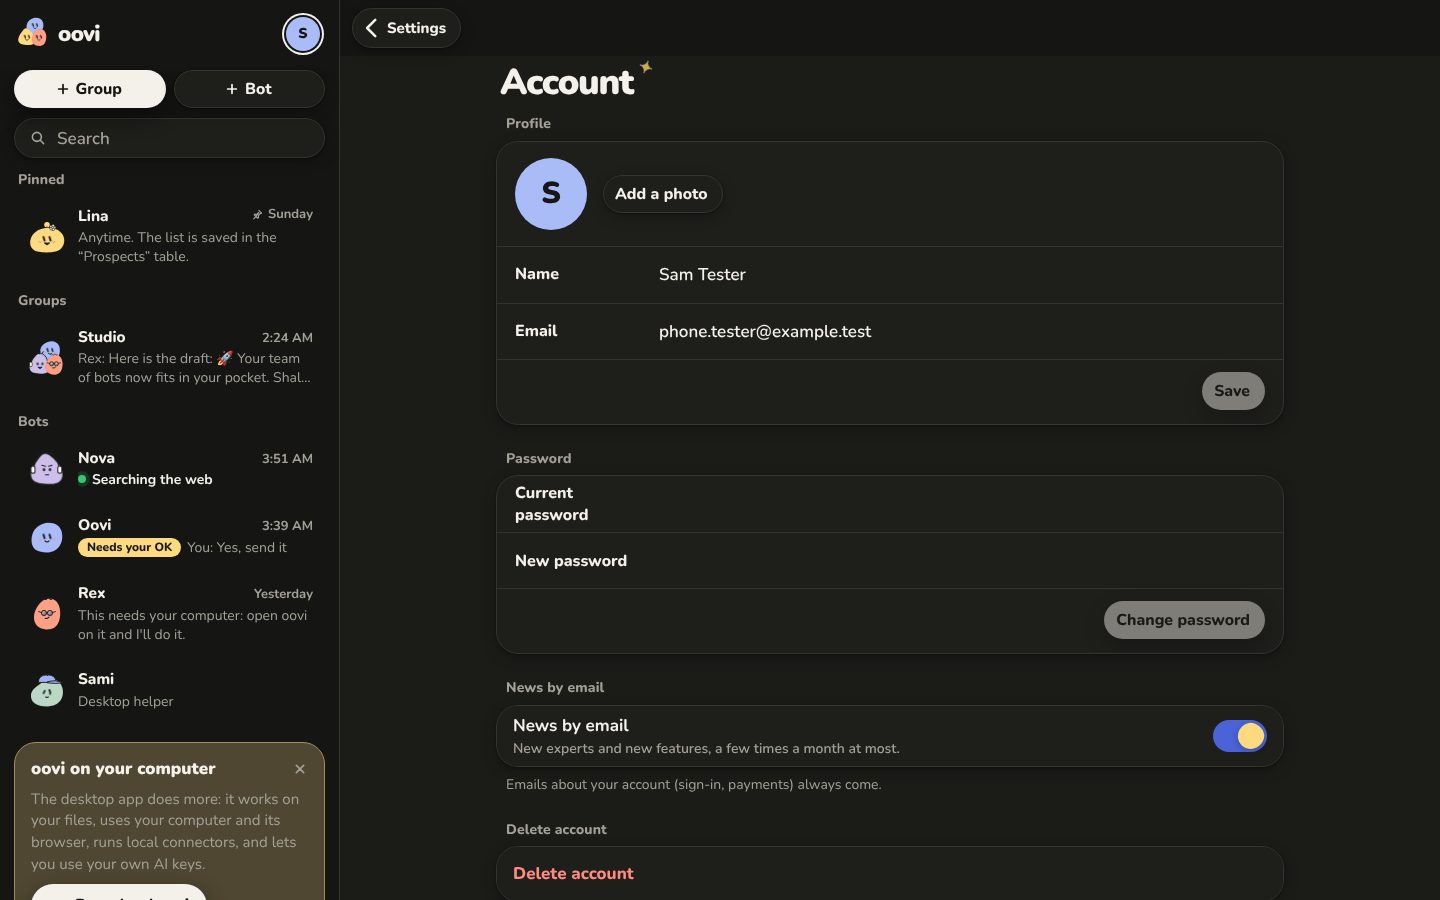 oovi
S
+ Group
+ Bot
Search
Pinned
Lina
Sunday
Anytime. The list is saved in the
“Prospects” table.
Groups
Studio
2:24 AM
Rex: Here is the draft: 🚀 Your team
of bots now fits in your pocket. Shal...
Bots
Nova
3:51 AM
Searching the web
Oovi
3:39 AM
Needs your OK You: Yes, send it
Rex
Yesterday
This needs your computer: open oovi
on it and I'll do it.
Sami
Desktop helper
oovi on your computer
The desktop app does more: it works on
your files, uses your computer and its
browser, runs local connectors, and lets
you use your own AI keys.
Settings
Account
Profile
S
Add a photo
Name
Sam Tester
Email
phone.tester@example.test
Save
Password
Current
password
New password
Change password
News by email
News by email
New experts and new features, a few times a month at most.
Emails about your account (sign-in, payments) always come.
Delete account
Delete account